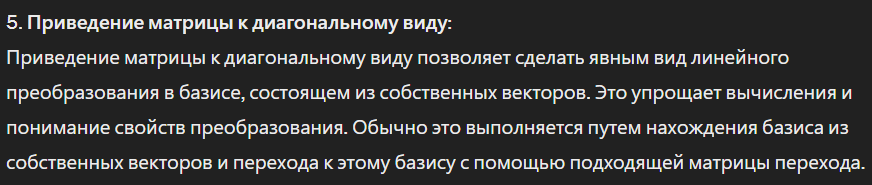 5. Приведение матрицы к диагональному виду:
Приведение матрицы к диагональному виду позволяет сделать явным вид линейного
преобразования в базисе, состоящем из собственных векторов. Это упрощает вычисления и
понимание свойств преобразования. Обычно это выполняется путем нахождения базиса из
собственных векторов и перехода к этому базису с помощью подходящей матрицы перехода.